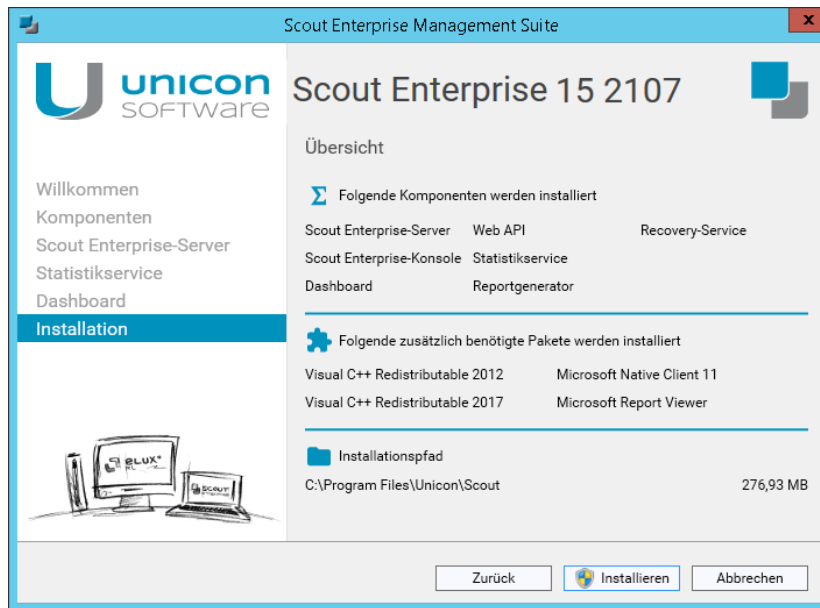 Scout Enterprise Management Suite
x
unicon
SOFTWARE
Scout Enterprise 15 2107
Übersicht
Willkommen
Komponenten
Scout Enterprise-Server
Statistikservice
Dashboard
Installation
Folgende Komponenten werden installiert
Scout Enterprise-Server Web API Recovery-Service
Scout Enterprise-Konsole Statistikservice
Dashboard Reportgenerator
Folgende zusätzlich benötigte Pakete werden installiert
Visual C++ Redistributable 2012 Microsoft Native Client 11
Visual C++ Redistributable 2017 Microsoft Report Viewer
Installationspfad
C:\Program Files\Unicon\Scout 276,93 MB
eLUX
SCOUT
Zurück Installieren Abbrechen